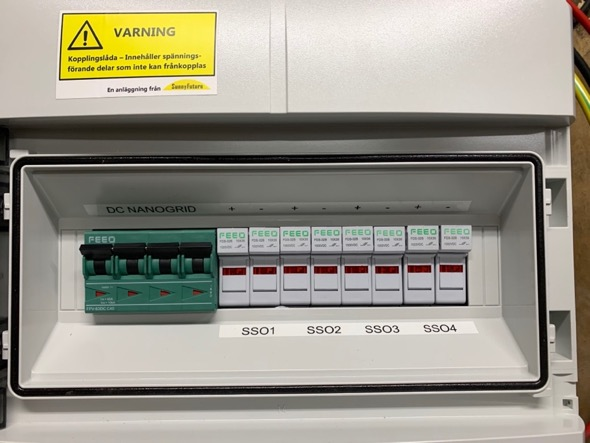 VARNING
Kopplingslåda – Innehåller spännings-
förande delar som inte kan frånkopplas
En anläggning från SunnyFuture
DC NANOGRID + - + - + - + -
FEEO FEEO FEEO FEEO FEEO FEEO FEEO FEEO FEEO
SSO1 SSO2 SSO3 SSO4